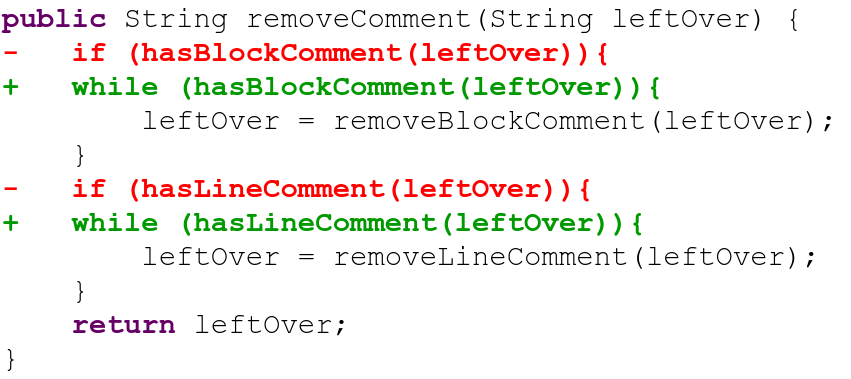 public String removeComment(String leftOver) {
-   if (hasBlockComment(leftOver)){
+   while (hasBlockComment(leftOver)){
        leftOver = removeBlockComment(leftOver);
    }
-   if (hasLineComment(leftOver)){
+   while (hasLineComment(leftOver)){
        leftOver = removeLineComment(leftOver);
    }
    return leftOver;
}